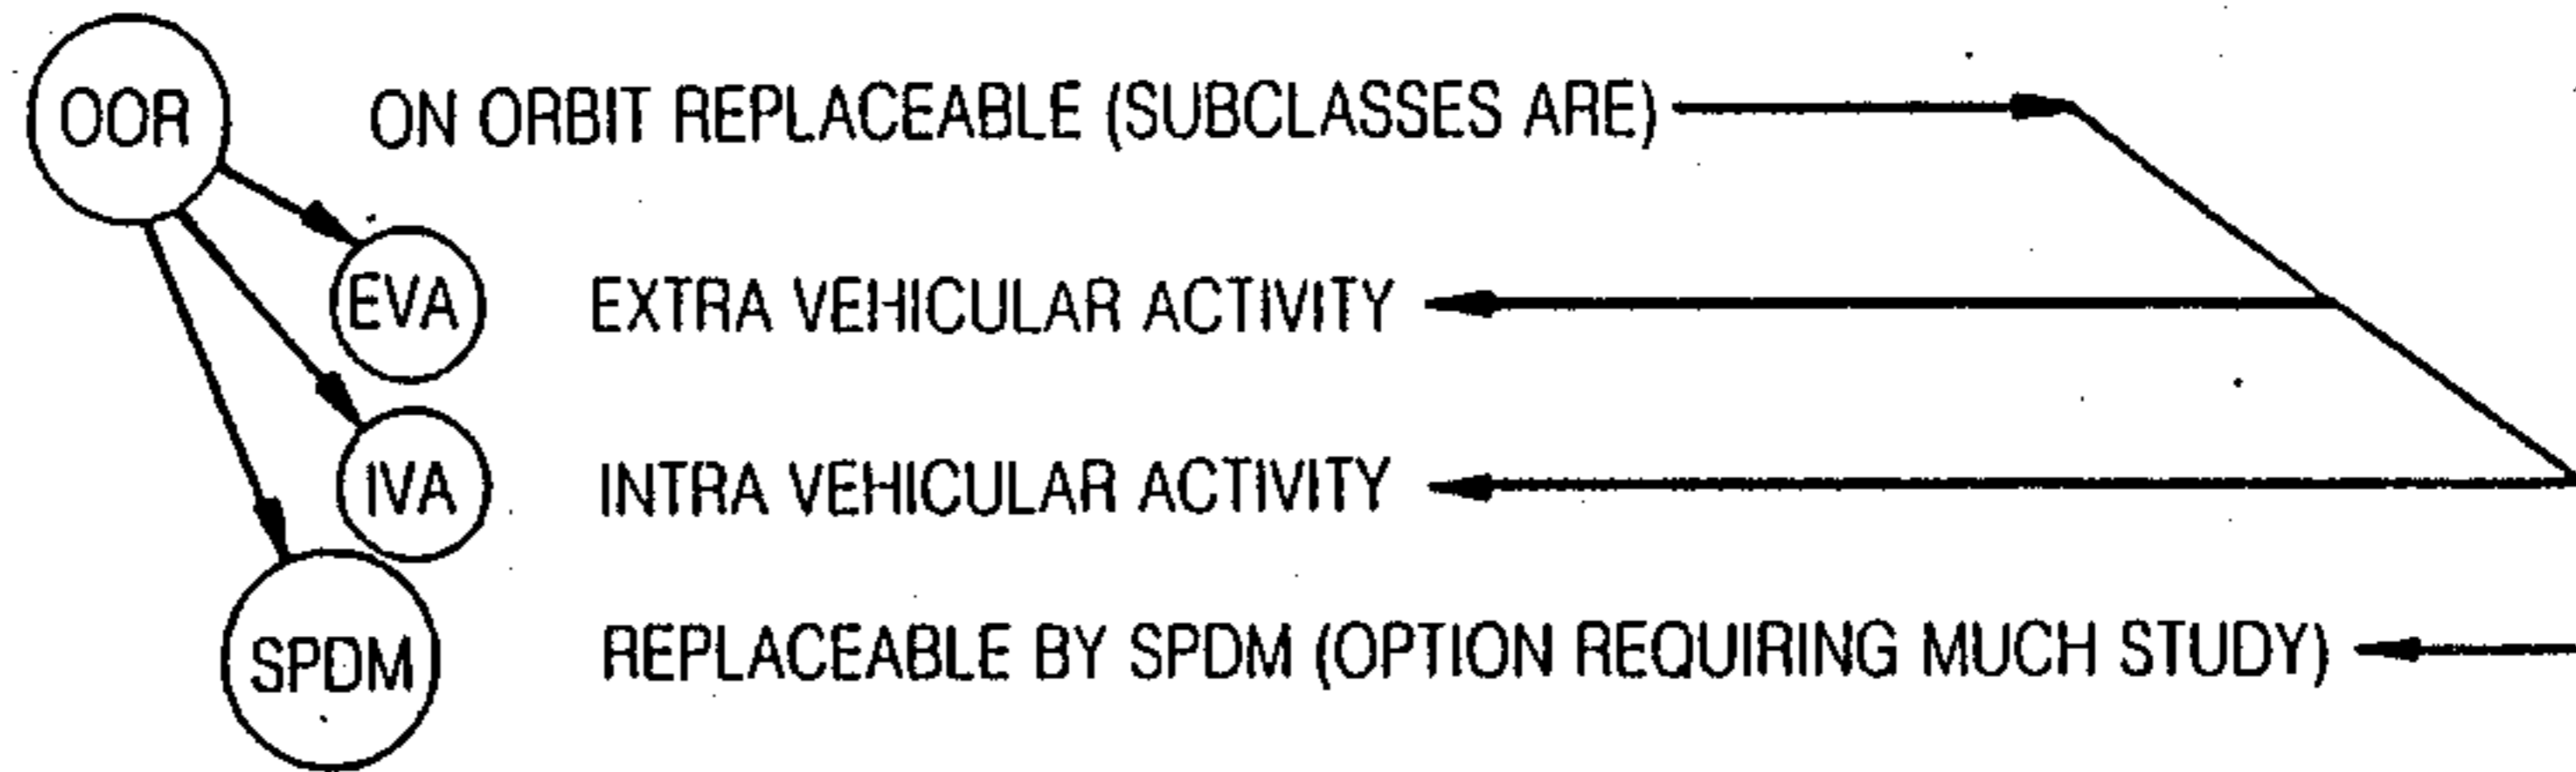 OOR ON ORBIT REPLACEABLE (SUBCLASSES ARE)
EVA EXTRA VEHICULAR ACTIVITY
IVA INTRA VEHICULAR ACTIVITY
SPDM REPLACEABLE BY SPDM (OPTION REQUIRING MUCH STUDY)